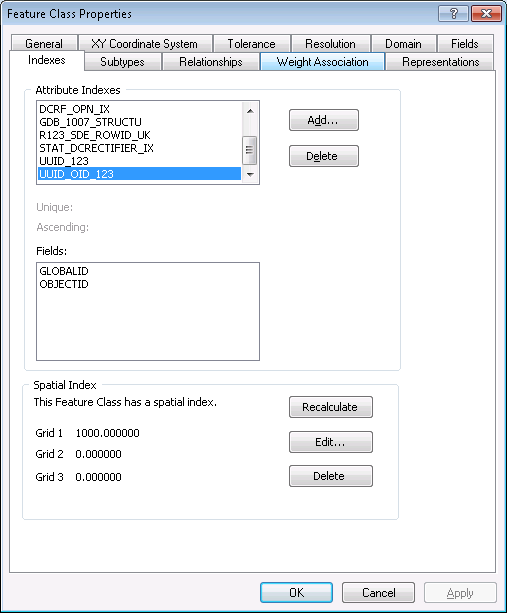 Feature Class Properties
General XY Coordinate System Tolerance Resolution Domain Fields
Indexes Subtypes Relationships Weight Association Representations
Attribute Indexes
DCRF_OPN_IX
GDB_1007_STRUCTU
R123_SDE_ROWID_UK
STAT_DCRECTIFIER_IX
UUID_123
UUID_OID_123
Add...
Delete
Unique:
Ascending:
Fields:
GLOBALID
OBJECTID
Spatial Index
This Feature Class has a spatial index.
Recalculate
Grid 1 1000.000000
Edit...
Grid 2 0.000000
Grid 3 0.000000
Delete
OK Cancel Apply